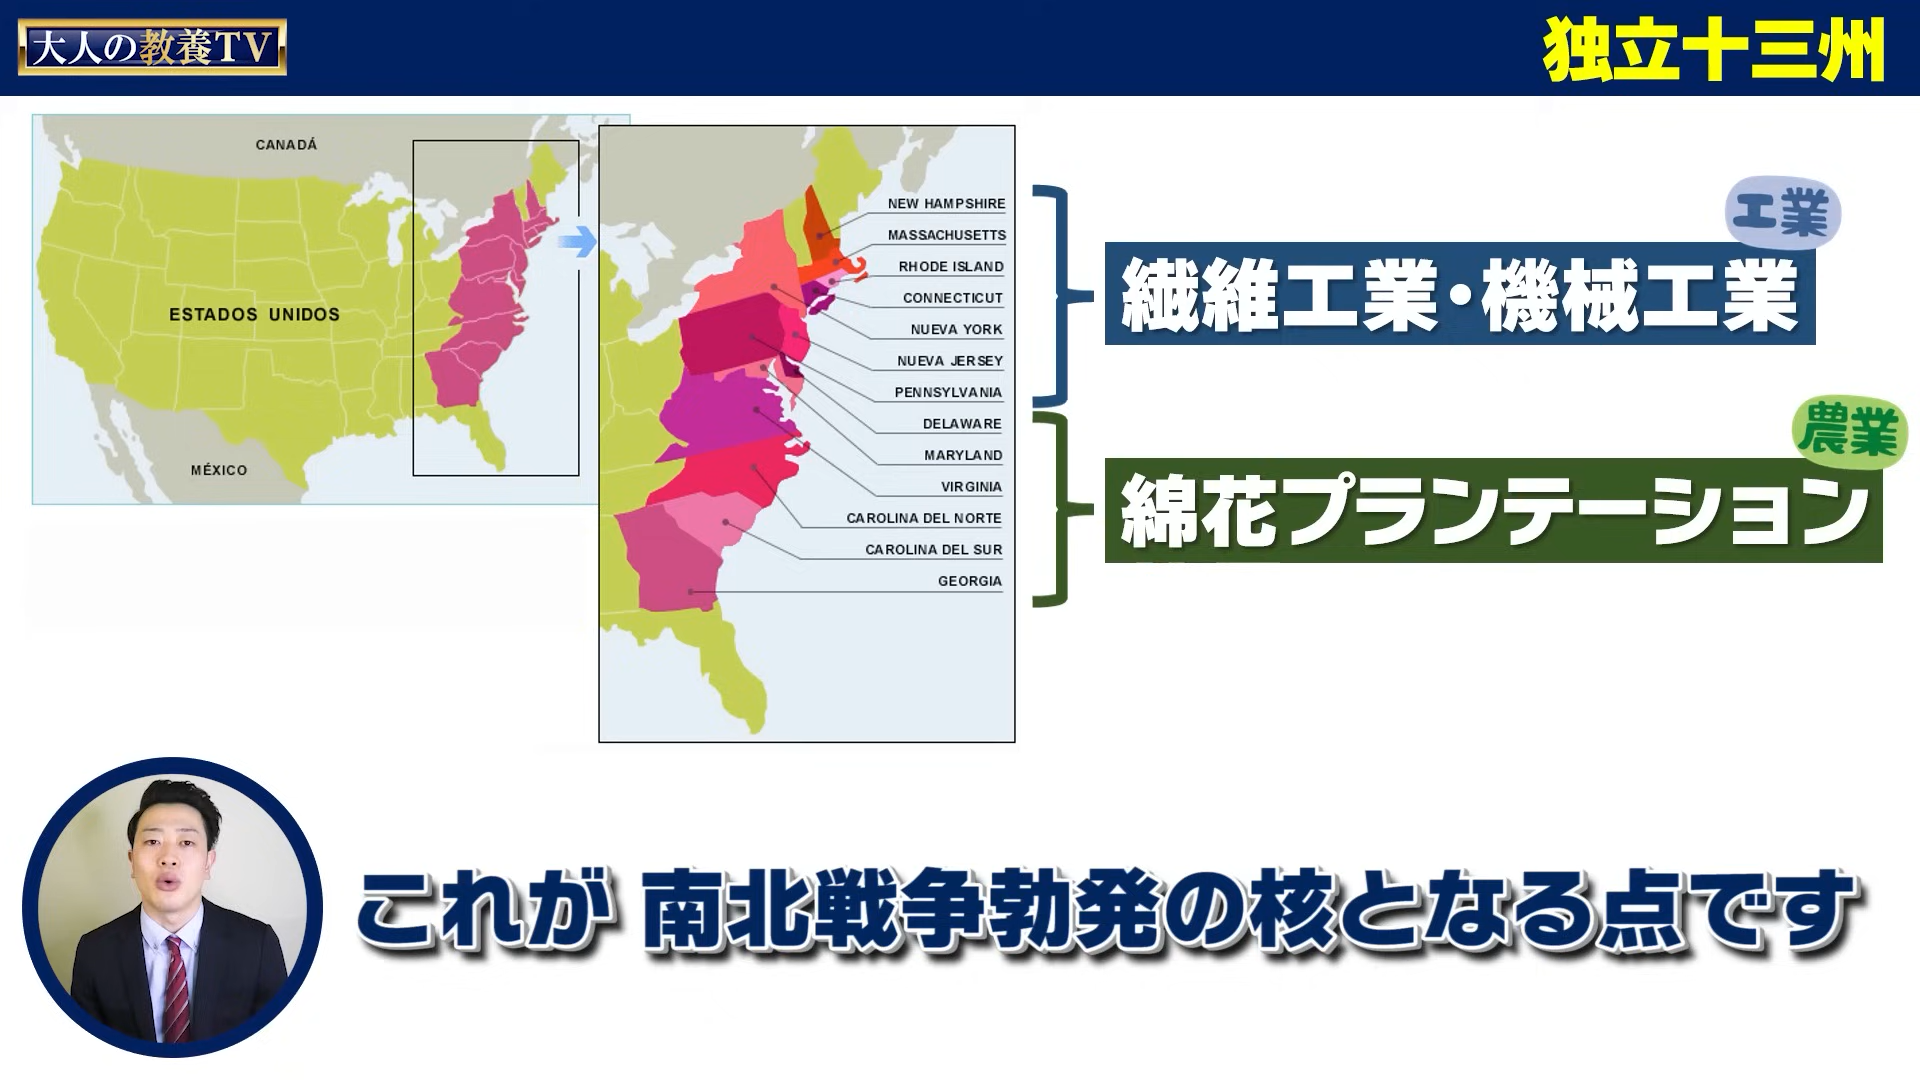 大人の教養TV
独立十三州
CANADÁ
ESTADOS UNIDOS
MÉXICO
NEW HAMPSHIRE
MASSACHUSETTS
RHODE ISLAND
CONNECTICUT
NUEVA YORK
NUEVA JERSEY
PENNSYLVANIA
DELAWARE
MARYLAND
VIRGINIA
CAROLINA DEL NORTE
CAROLINA DEL SUR
GEORGIA
工業
繊維工業・機械工業
農業
綿花プランテーション
これが 南北戦争勃発の核となる点です